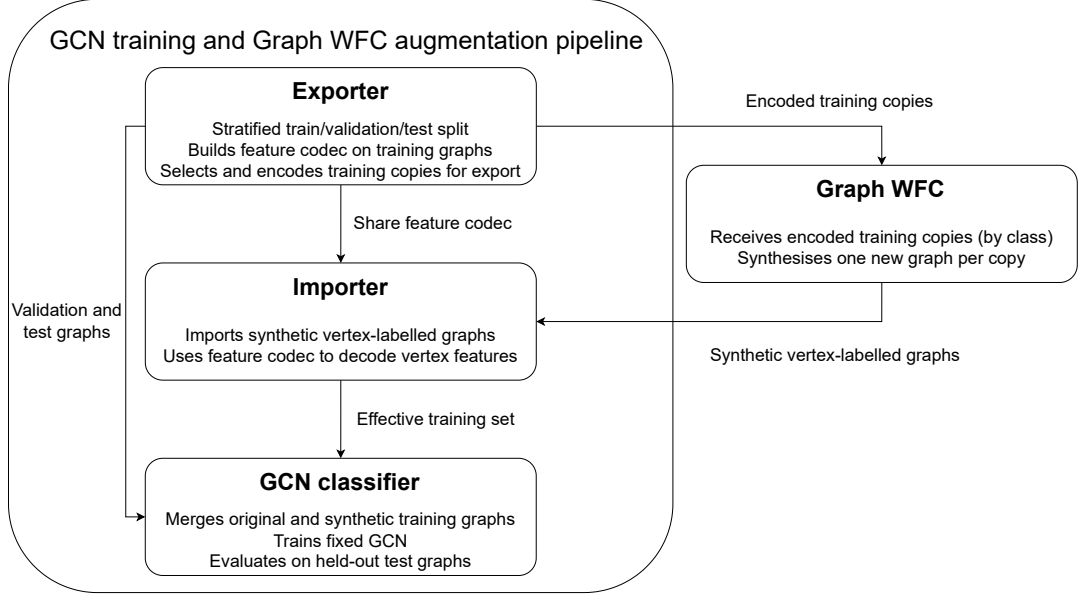 GCN training and Graph WFC augmentation pipeline
Exporter
Stratified train/validation/test split
Builds feature codec on training graphs
Selects and encodes training copies for export
Encoded training copies
Graph WFC
Receives encoded training copies (by class)
Synthesises one new graph per copy
Share feature codec
Importer
Imports synthetic vertex-labelled graphs
Uses feature codec to decode vertex features
Validation and
test graphs
Synthetic vertex-labelled graphs
Effective training set
GCN classifier
Merges original and synthetic training graphs
Trains fixed GCN
Evaluates on held-out test graphs